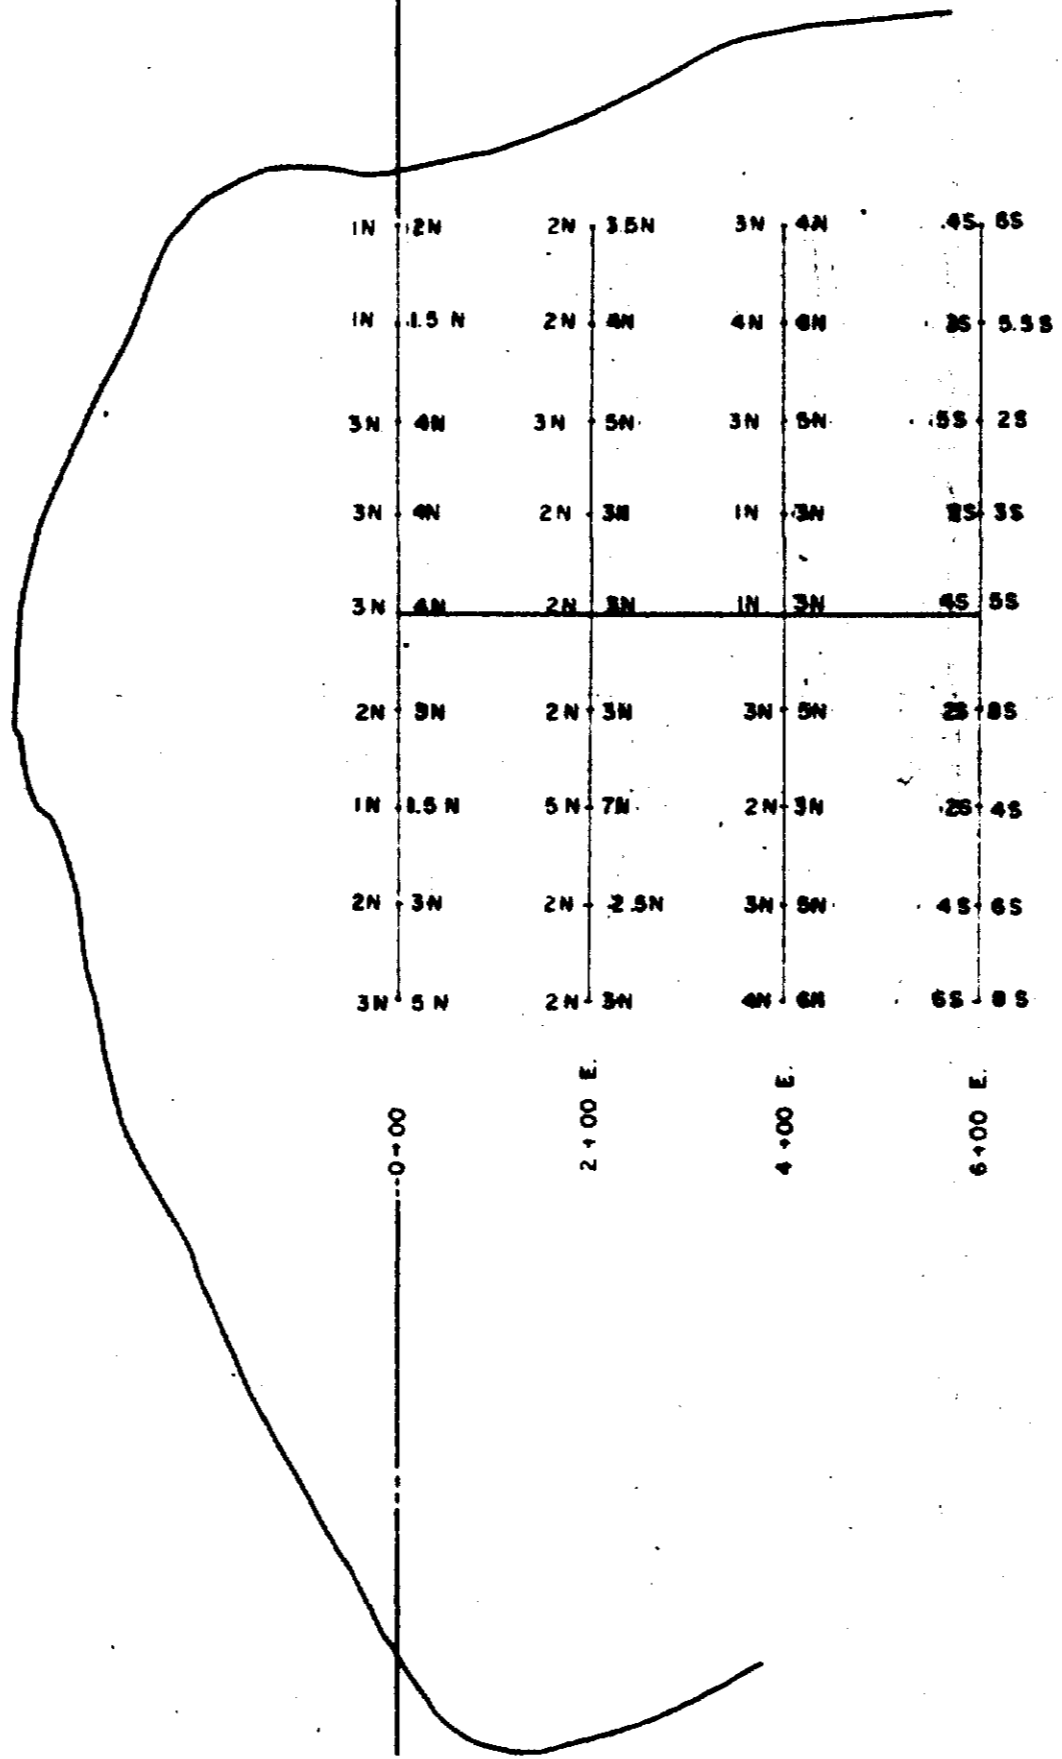 1N 2N 2N 3.5N 3N 4N 4S 6S
1N 1.5 N 2N 4N 4N 6N 3S 5.5S
3N 4N 3N 5N 3N 5N .5S 2S
3N 4N 2N 3N 1N 3N 3S
3N 4N 2N 3N 1N 3N 4S 5S
2N 3N 2N 3N 3N 5N 2S 8S
1N 1.5 N 5N 7N 2N 3N 2S 4S
2N 3N 2N 2.5N 3N 5N 4S 6S
3N 5N 2N 3N 4N 6N 6S 8S
0+00
2+00 E.
4+00 E.
6+00 E.